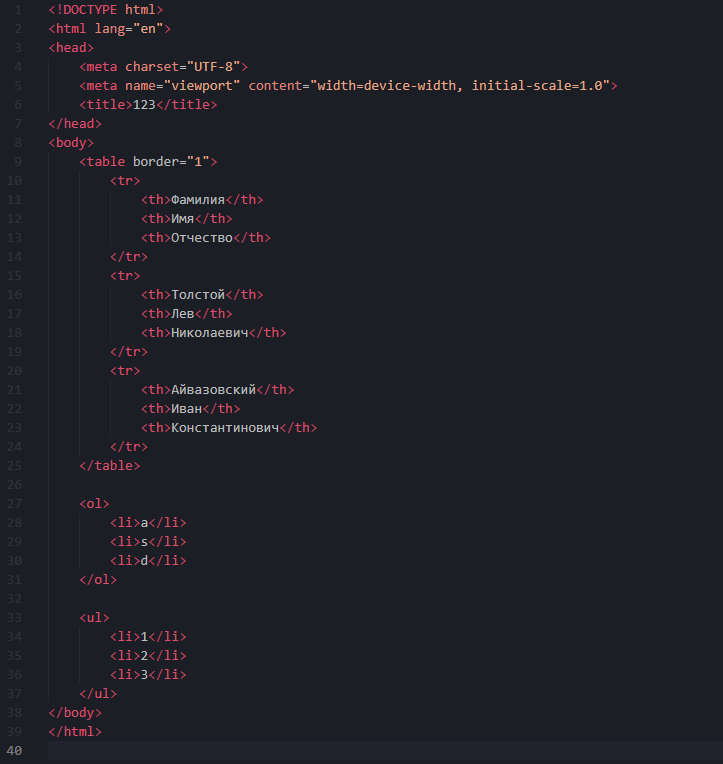 1 <!DOCTYPE html>
2 <html lang="en">
3 <head>
4     <meta charset="UTF-8">
5     <meta name="viewport" content="width=device-width, initial-scale=1.0">
6     <title>123</title>
7 </head>
8 <body>
9     <table border="1">
10         <tr>
11             <th>Фамилия</th>
12             <th>Имя</th>
13             <th>Отчество</th>
14         </tr>
15         <tr>
16             <th>Толстой</th>
17             <th>Лев</th>
18             <th>Николаевич</th>
19         </tr>
20         <tr>
21             <th>Айвазовский</th>
22             <th>Иван</th>
23             <th>Константинович</th>
24         </tr>
25     </table>
26
27     <ol>
28         <li>a</li>
29         <li>s</li>
30         <li>d</li>
31     </ol>
32
33     <ul>
34         <li>1</li>
35         <li>2</li>
36         <li>3</li>
37     </ul>
38 </body>
39 </html>
40